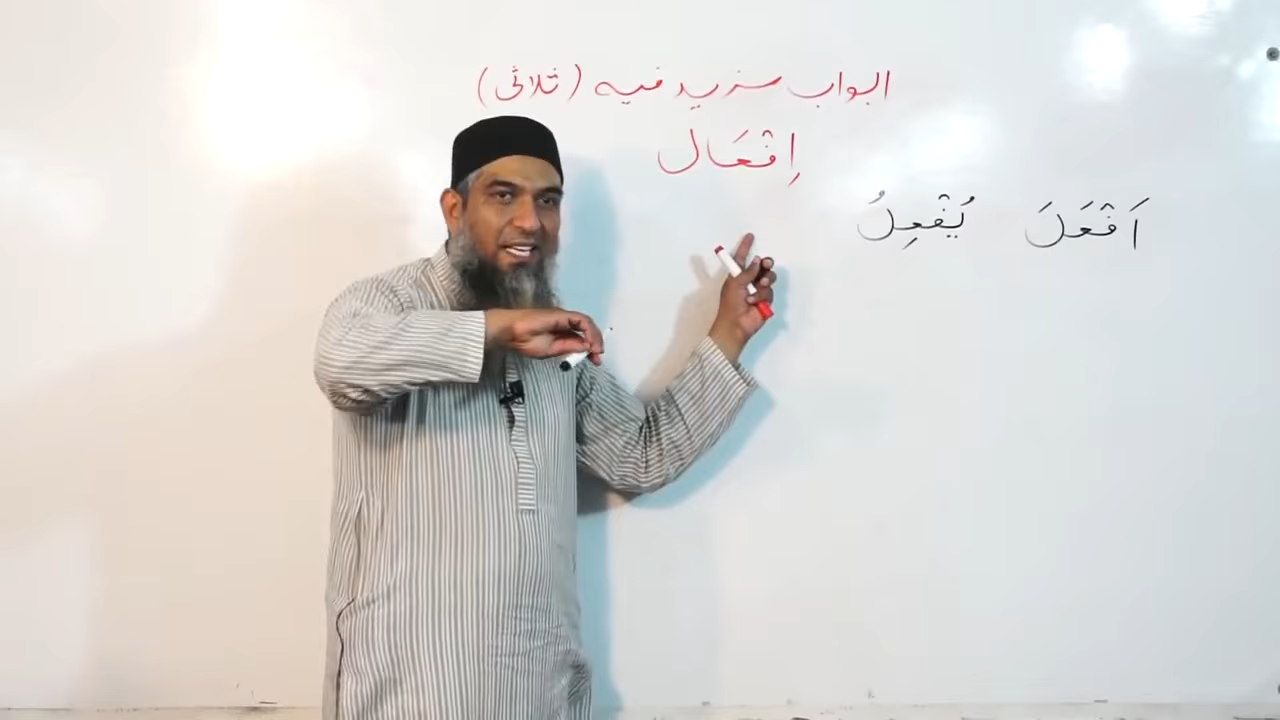 ابواب مزید فیہ (ثلاثی)
اِفْعَال
اَفْعَلَ يُفْعِلُ